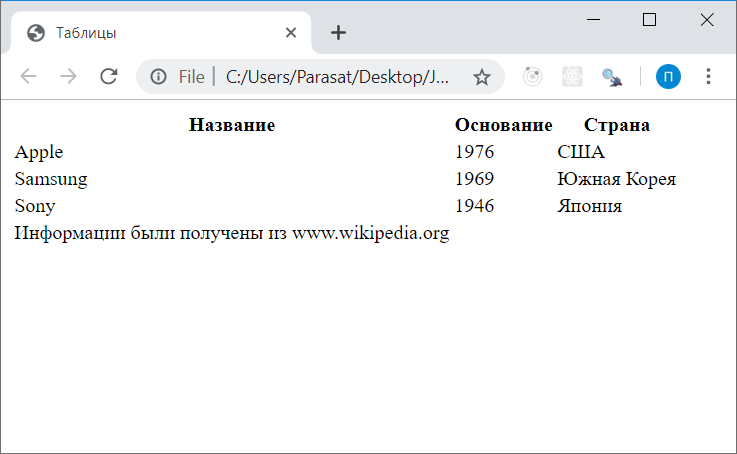 Таблицы
File | C:/Users/Parasat/Desktop/J... П
Название Основание Страна
Apple 1976 США
Samsung 1969 Южная Корея
Sony 1946 Япония
Информации были получены из www.wikipedia.org